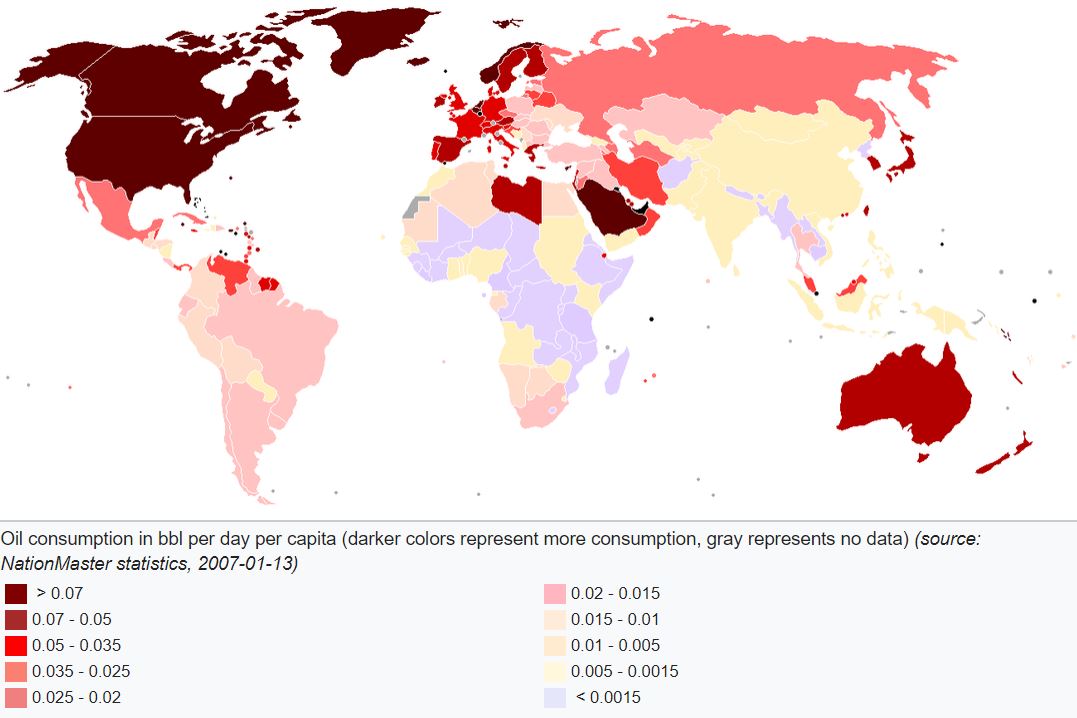 Oil consumption in bbl per day per capita (darker colors represent more consumption, gray represents no data) (source:
NationMaster statistics, 2007-01-13)
> 0.07
0.07 - 0.05
0.05 - 0.035
0.035 - 0.025
0.025 - 0.02
0.02 - 0.015
0.015 - 0.01
0.01 - 0.005
0.005 - 0.0015
< 0.0015